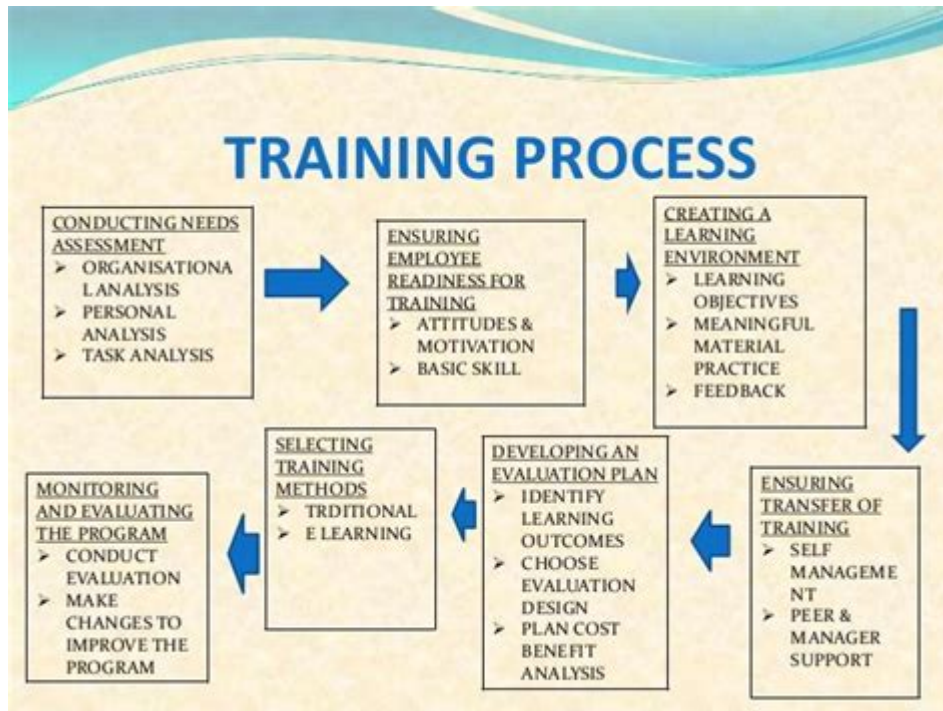 TRAINING PROCESS
CONDUCTING NEEDS
ASSESSMENT
➢ ORGANISATIONA
L ANALYSIS
➢ PERSONAL
ANALYSIS
➢ TASK ANALYSIS
ENSURING
EMPLOYEE
READINESS FOR
TRAINING
➢ ATTITUDES &
MOTIVATION
➢ BASIC SKILL
CREATING A
LEARNING
ENVIRONMENT
➢ LEARNING
OBJECTIVES
➢ MEANINGFUL
MATERIAL
PRACTICE
➢ FEEDBACK
ENSURING
TRANSFER OF
TRAINING
➢ SELF
MANAGEME
NT
➢ PEER &
MANAGER
SUPPORT
DEVELOPING AN
EVALUATION PLAN
➢ IDENTIFY
LEARNING
OUTCOMES
➢ CHOOSE
EVALUATION
DESIGN
➢ PLAN COST
BENEFIT
ANALYSIS
SELECTING
TRAINING
METHODS
➢ TRDITIONAL
➢ E LEARNING
MONITORING
AND EVALUATING
THE PROGRAM
➢ CONDUCT
EVALUATION
➢ MAKE
CHANGES TO
IMPROVE THE
PROGRAM